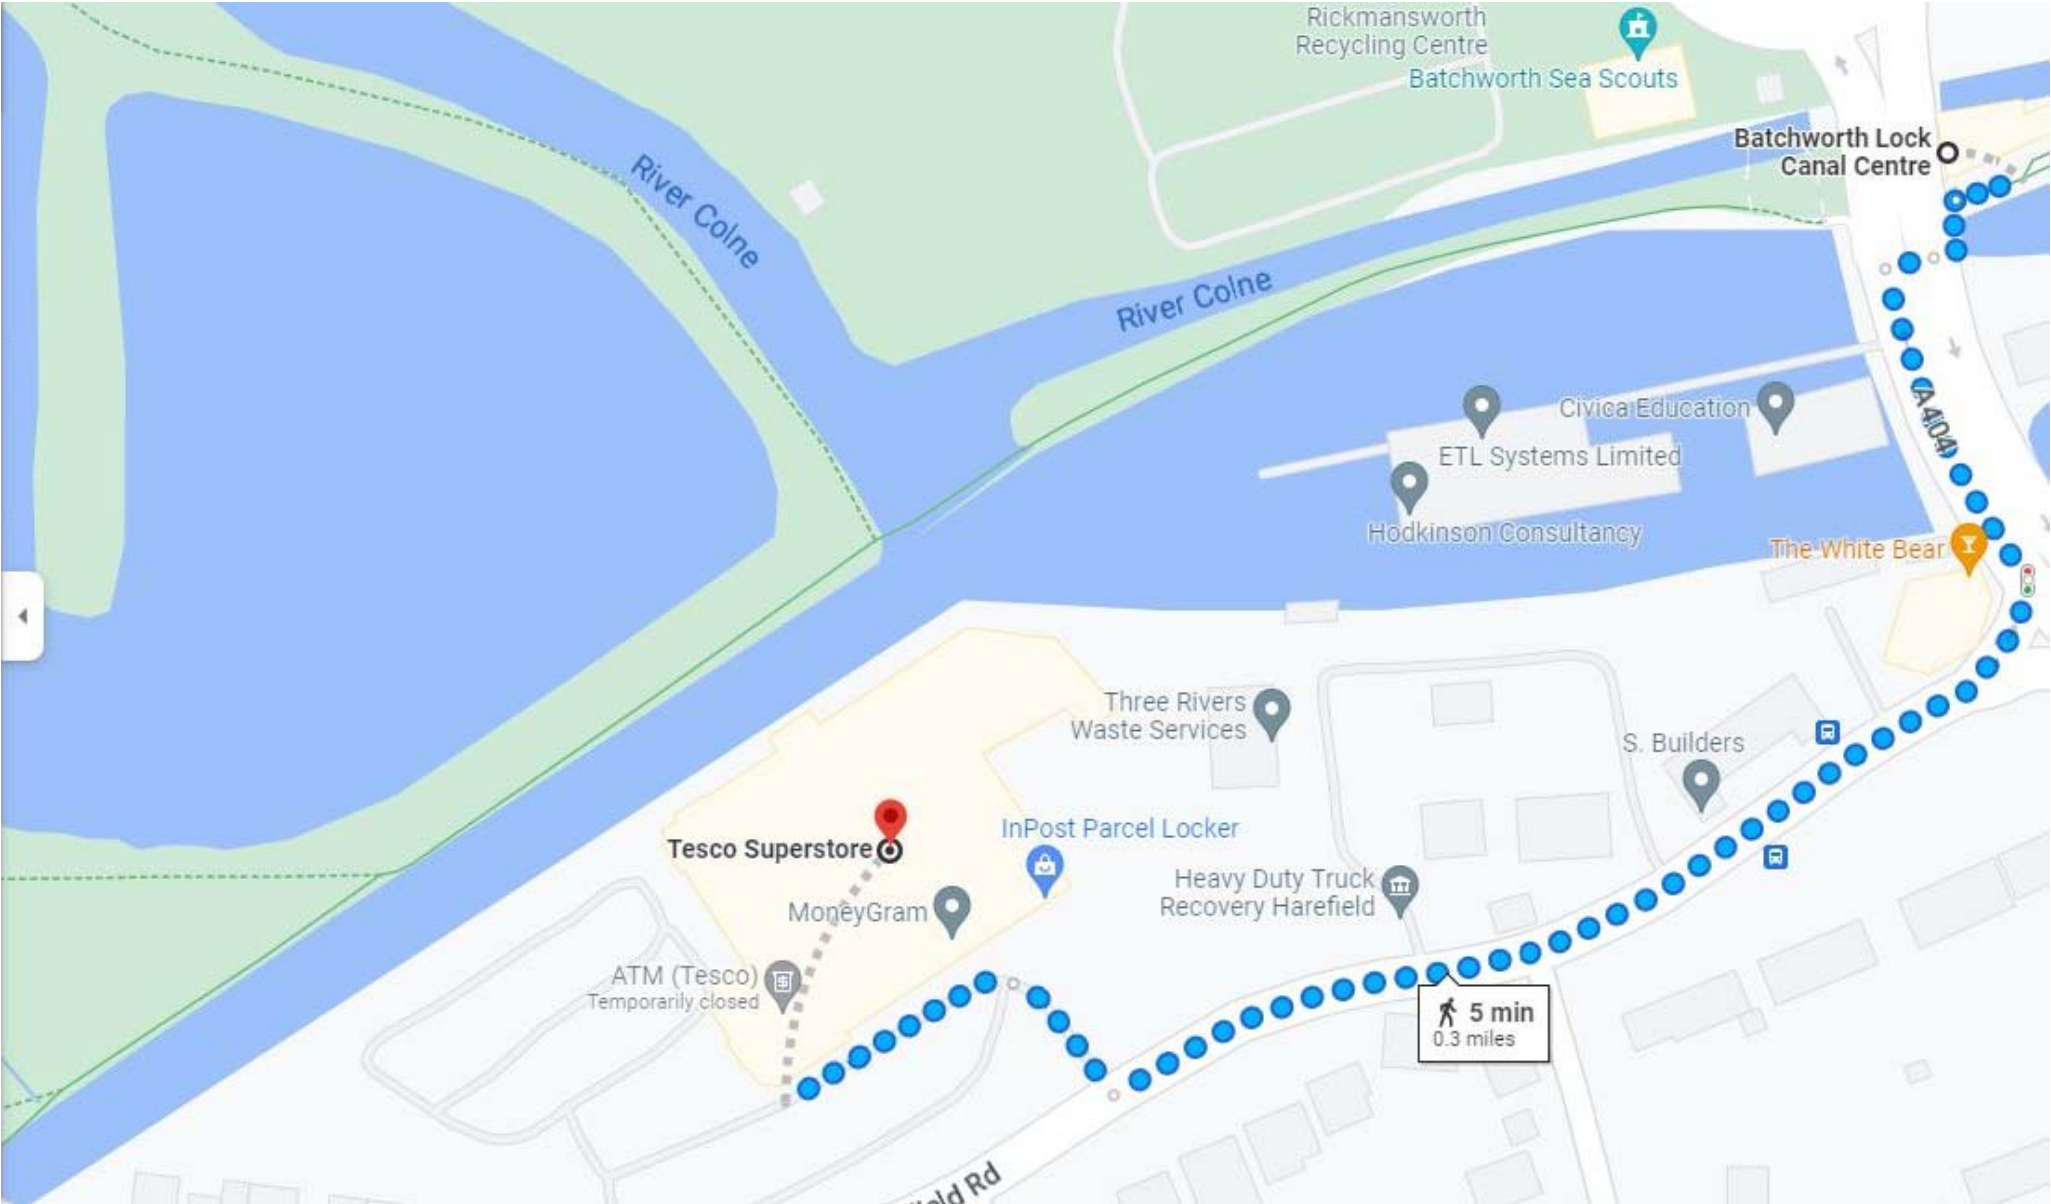 Rickmansworth
Recycling Centre
Batchworth Sea Scouts
Batchworth Lock
Canal Centre
River Colne
River Colne
Civica Education
A404
ETL Systems Limited
Hodkinson Consultancy
The White Bear
Three Rivers
Waste Services
S. Builders
InPost Parcel Locker
Tesco Superstore
Heavy Duty Truck
Recovery Harefield
MoneyGram
ATM (Tesco)
Temporarily closed
5 min
0.3 miles
Rd